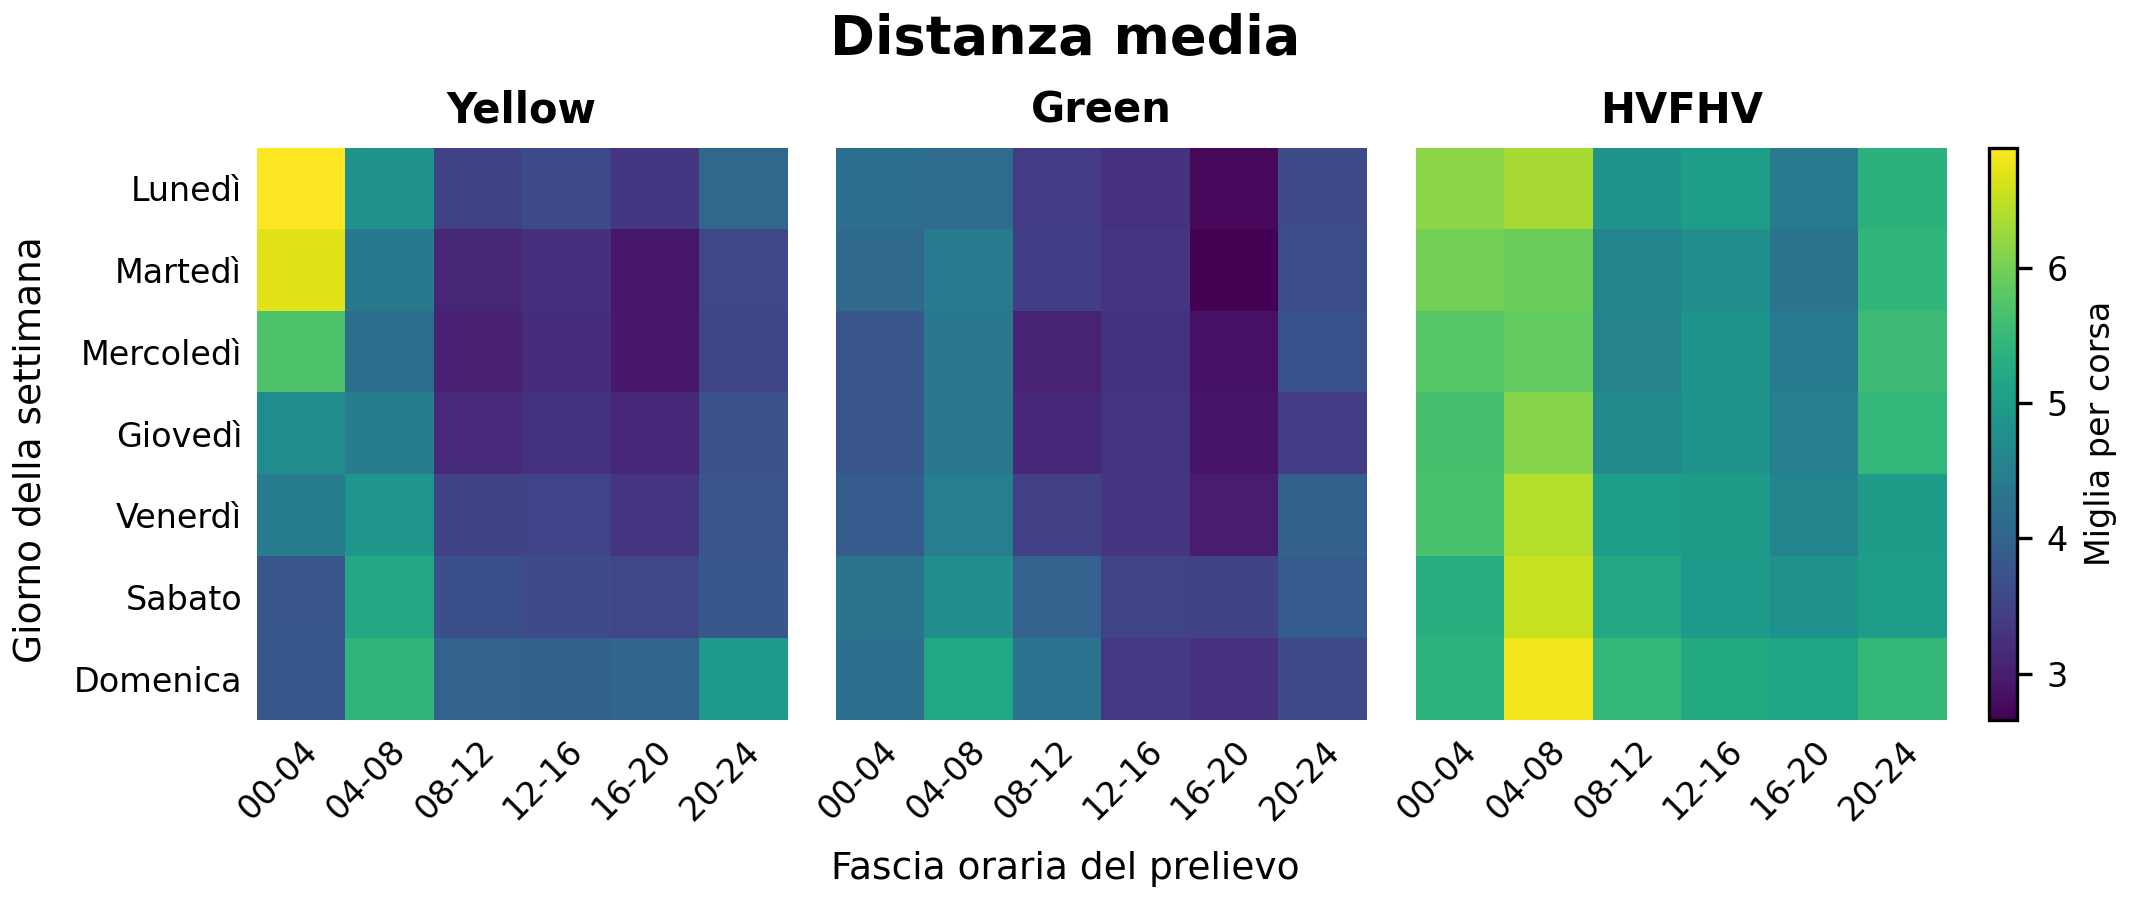 Distanza media
Yellow
Green
HVFHV
Giorno della settimana
Lunedì
Martedì
Mercoledì
Giovedì
Venerdì
Sabato
Domenica
00-04 04-08 08-12 12-16 16-20 20-24
00-04 04-08 08-12 12-16 16-20 20-24
00-04 04-08 08-12 12-16 16-20 20-24
Fascia oraria del prelievo
6
5
4
3
Miglia per corsa